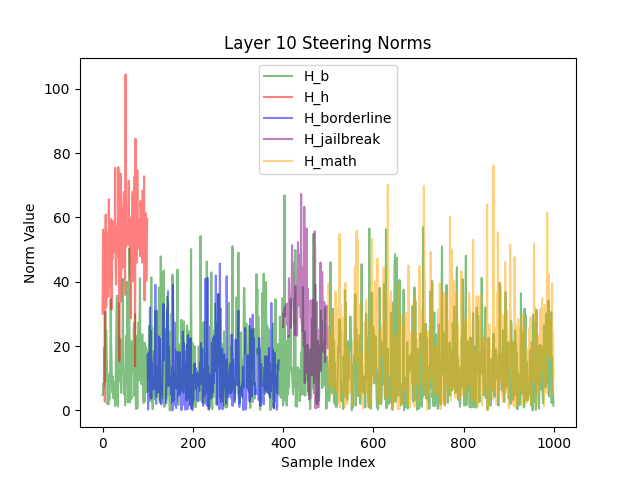 Layer 10 Steering Norms
H_b
H_h
H_borderline
H_jailbreak
H_math
Norm Value
100
80
60
40
20
0
0 200 400 600 800 1000
Sample Index